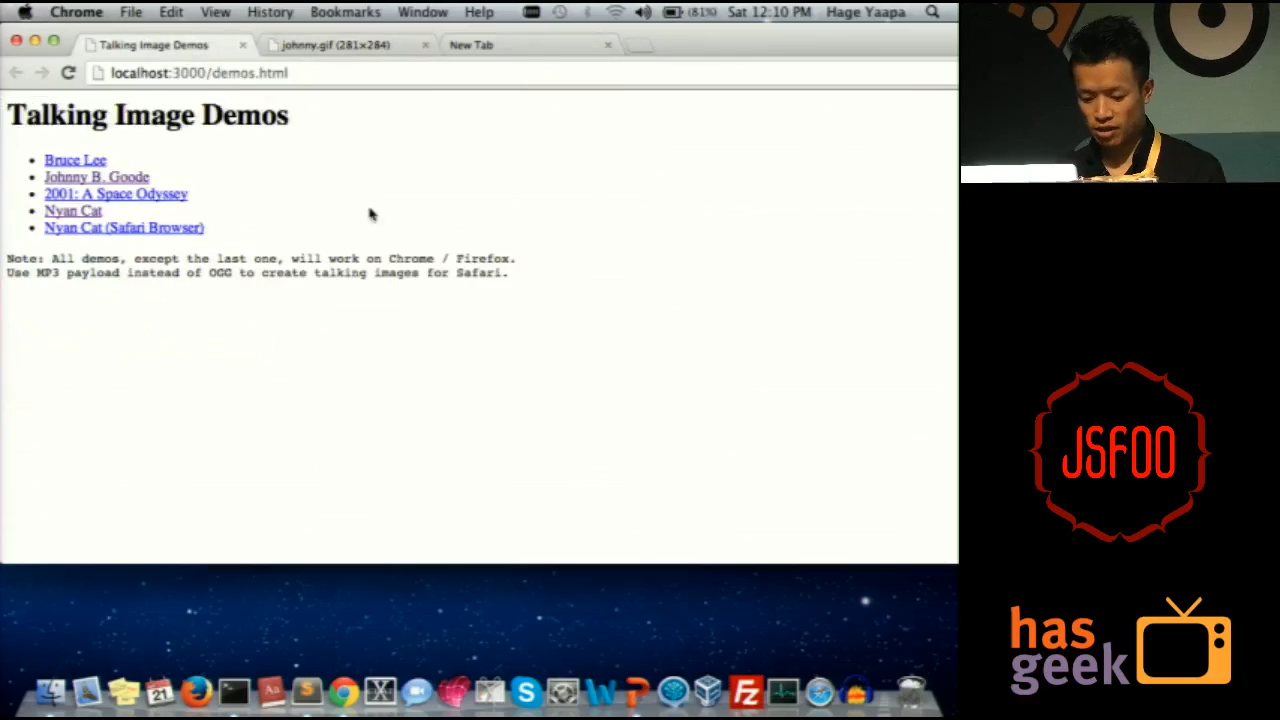 Chrome File Edit View History Bookmarks Window Help (81%) Sat 12:10 PM Hage Yaapa
Talking Image Demos johnny.gif (281×284) New Tab
localhost:3000/demos.html
Talking Image Demos
Bruce Lee
Johnny B. Goode
2001: A Space Odyssey
Nyan Cat
Nyan Cat (Safari Browser)
Note: All demos, except the last one, will work on Chrome / Firefox.
Use MP3 payload instead of OGG to create talking images for Safari.
21
Aa
S
X
S
W
P
Fz
JSFOO
has
geek